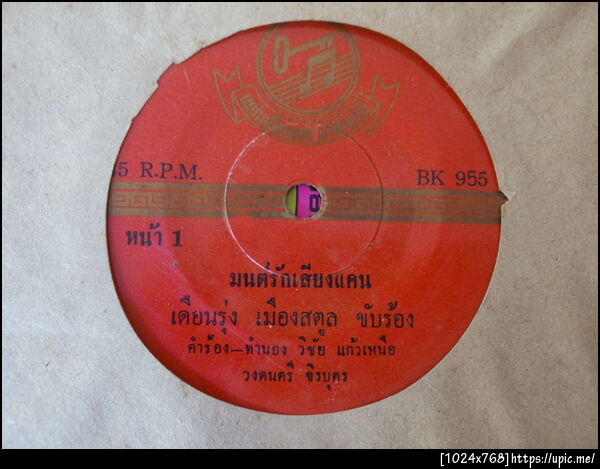 45 R.P.M.
BK 955
หน้า 1
มนต์รักเสียงแคน
เดือนรุ่ง เมืองสตูล ขับร้อง
คำร้อง—ทำนอง วิชัย แก้วเหนือ
วงดนตรี จิรบุตร
[1024x768]https://upic.me/